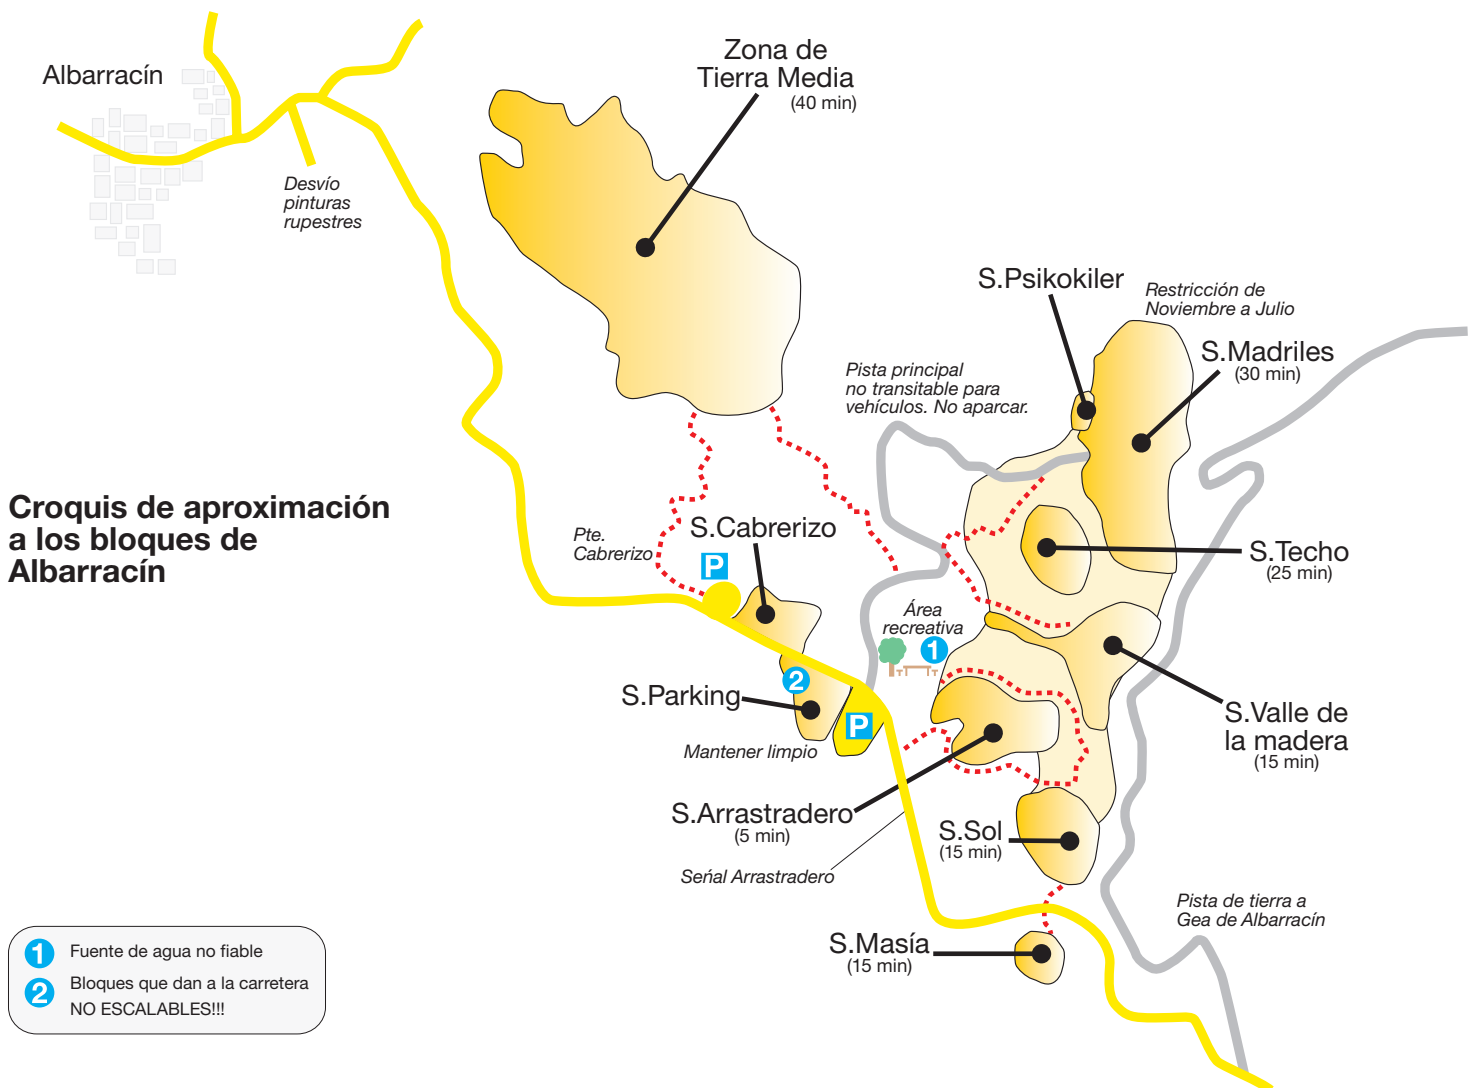 Albarracín
Zona de
Tierra Media
(40 min)
Desvío
pinturas
rupestres
S.Psikokiler
Restricción de
Noviembre a Julio
S.Madriles
(30 min)
Pista principal
no transitable para
vehículos. No aparcar.
Croquis de aproximación
a los bloques de
Albarracín
Pte.
Cabrerizo
S.Cabrerizo
P
S.Techo
(25 min)
Área
recreativa
1
2
S.Parking
P
Mantener limpio
S.Valle de
la madera
(15 min)
S.Arrastradero
(5 min)
S.Sol
(15 min)
Seńal Arrastradero
Pista de tierra a
Gea de Albarracín
S.Masía
(15 min)
1 Fuente de agua no fiable
2 Bloques que dan a la carretera
NO ESCALABLES!!!